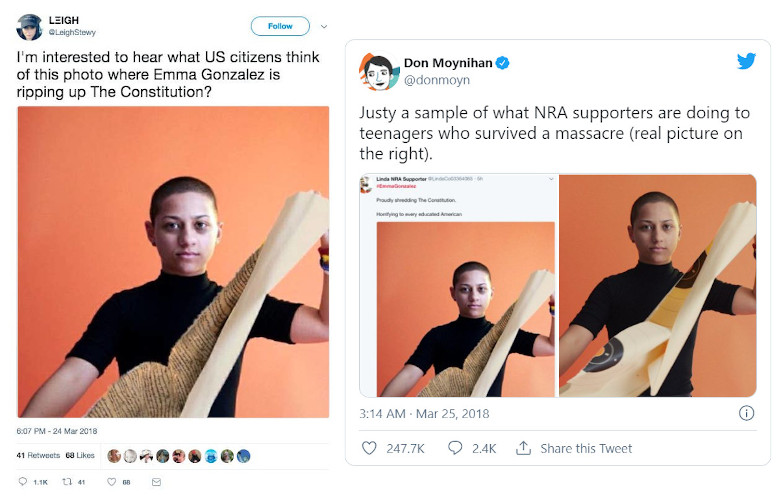 LΞIGH
@LeighStewy
Follow
I'm interested to hear what US citizens think
of this photo where Emma Gonzalez is
ripping up The Constitution?
6:07 PM - 24 Mar 2018
41 Retweets 68 Likes
1.1K 41 68
Don Moynihan
@donmoyn
Justy a sample of what NRA supporters are doing to
teenagers who survived a massacre (real picture on
the right).
Linda NRA Supporter
#EmmaGonzalez
Proudly shredding The Constitution.
Horrifying to every educated American
3:14 AM · Mar 25, 2018
247.7K 2.4K Share this Tweet